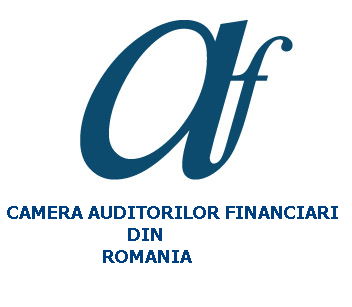 af
CAMERA AUDITORILOR FINANCIARI
DIN
ROMANIA